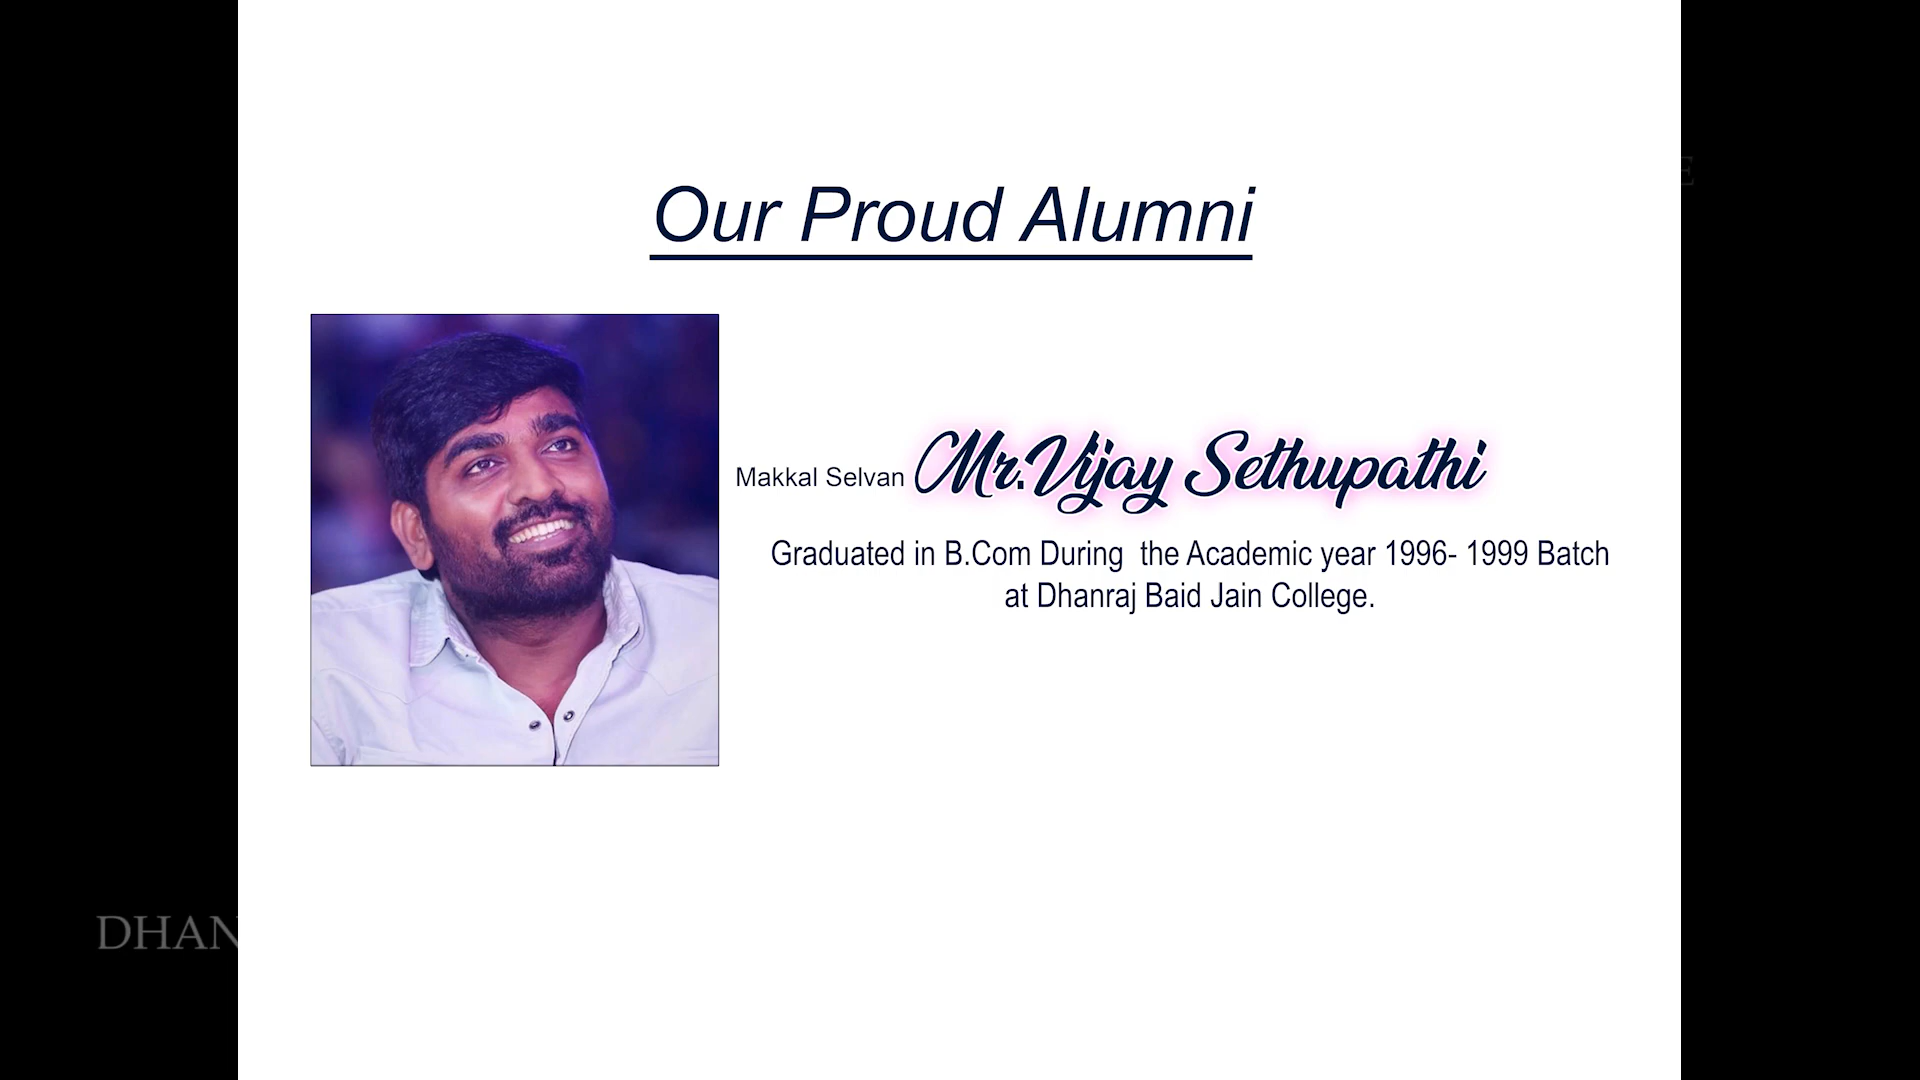 Our Proud Alumni
Makkal Selvan Mr.Vijay Sethupathi
Graduated in B.Com During the Academic year 1996- 1999 Batch
at Dhanraj Baid Jain College.
DHAN
E